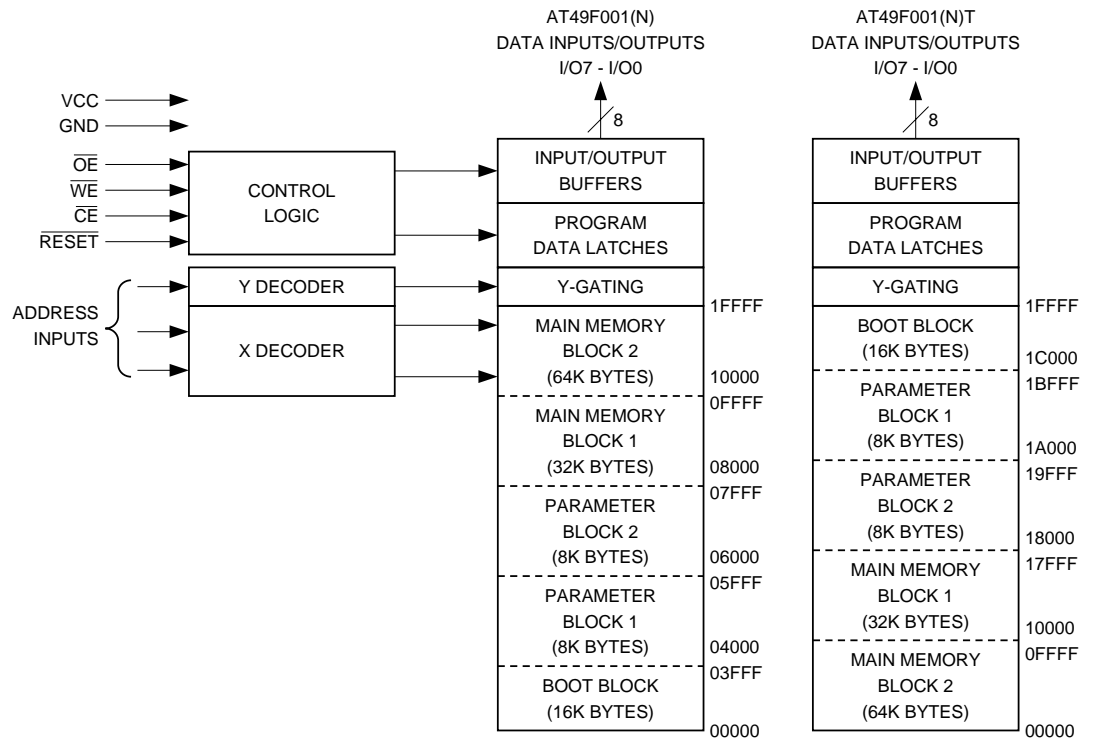 AT49F001(N)
DATA INPUTS/OUTPUTS
I/O7 - I/O0
8
AT49F001(N)T
DATA INPUTS/OUTPUTS
I/O7 - I/O0
8
VCC
GND
OE
WE
CE
RESET
CONTROL
LOGIC
ADDRESS
INPUTS
Y DECODER
X DECODER
INPUT/OUTPUT
BUFFERS
PROGRAM
DATA LATCHES
Y-GATING
1FFFF
MAIN MEMORY
BLOCK 2
(64K BYTES)
10000
0FFFF
MAIN MEMORY
BLOCK 1
(32K BYTES)
08000
07FFF
PARAMETER
BLOCK 2
(8K BYTES)
06000
05FFF
PARAMETER
BLOCK 1
(8K BYTES)
04000
03FFF
BOOT BLOCK
(16K BYTES)
00000
INPUT/OUTPUT
BUFFERS
PROGRAM
DATA LATCHES
Y-GATING
1FFFF
BOOT BLOCK
(16K BYTES)
1C000
1BFFF
PARAMETER
BLOCK 1
(8K BYTES)
1A000
19FFF
PARAMETER
BLOCK 2
(8K BYTES)
18000
17FFF
MAIN MEMORY
BLOCK 1
(32K BYTES)
10000
0FFFF
MAIN MEMORY
BLOCK 2
(64K BYTES)
00000